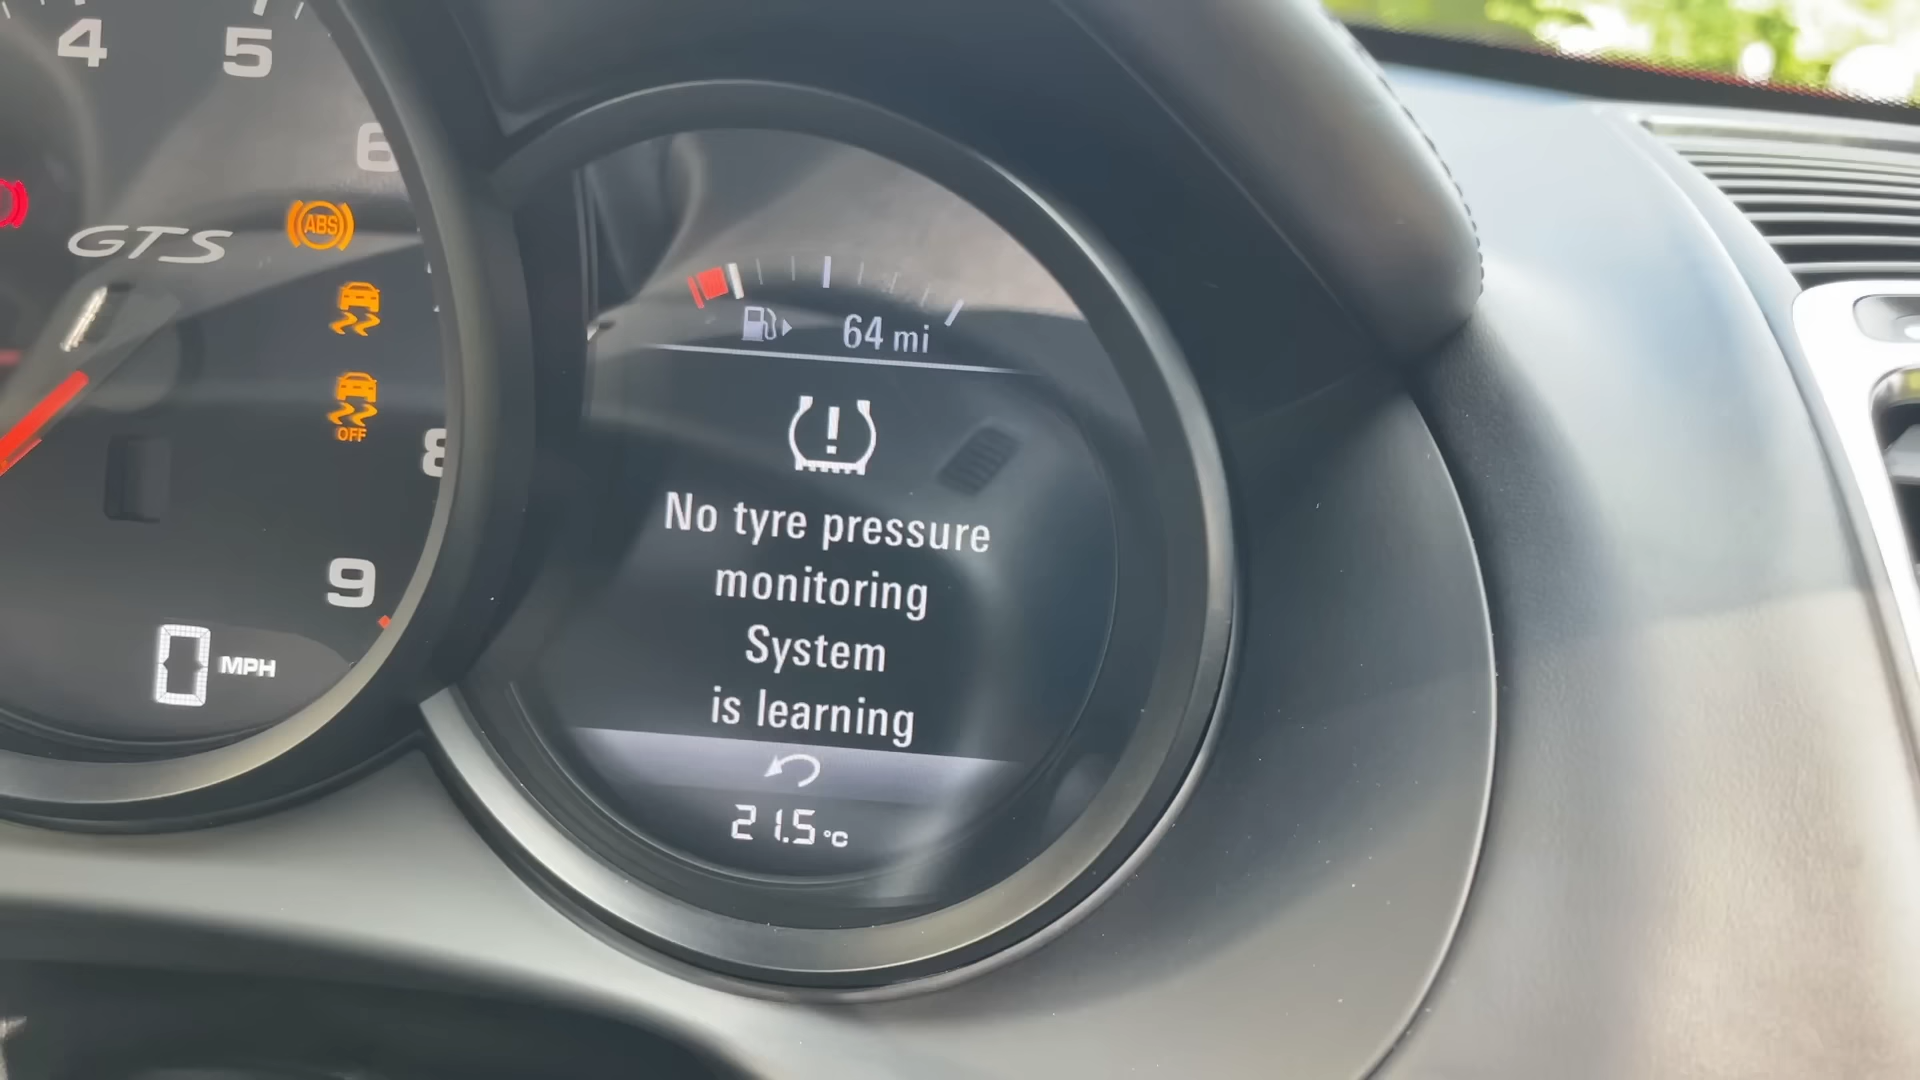 4
5
6
ABS
GTS
64 mi
OFF
8
No tyre pressure
monitoring
System
is learning
9
0 MPH
21.5 °C